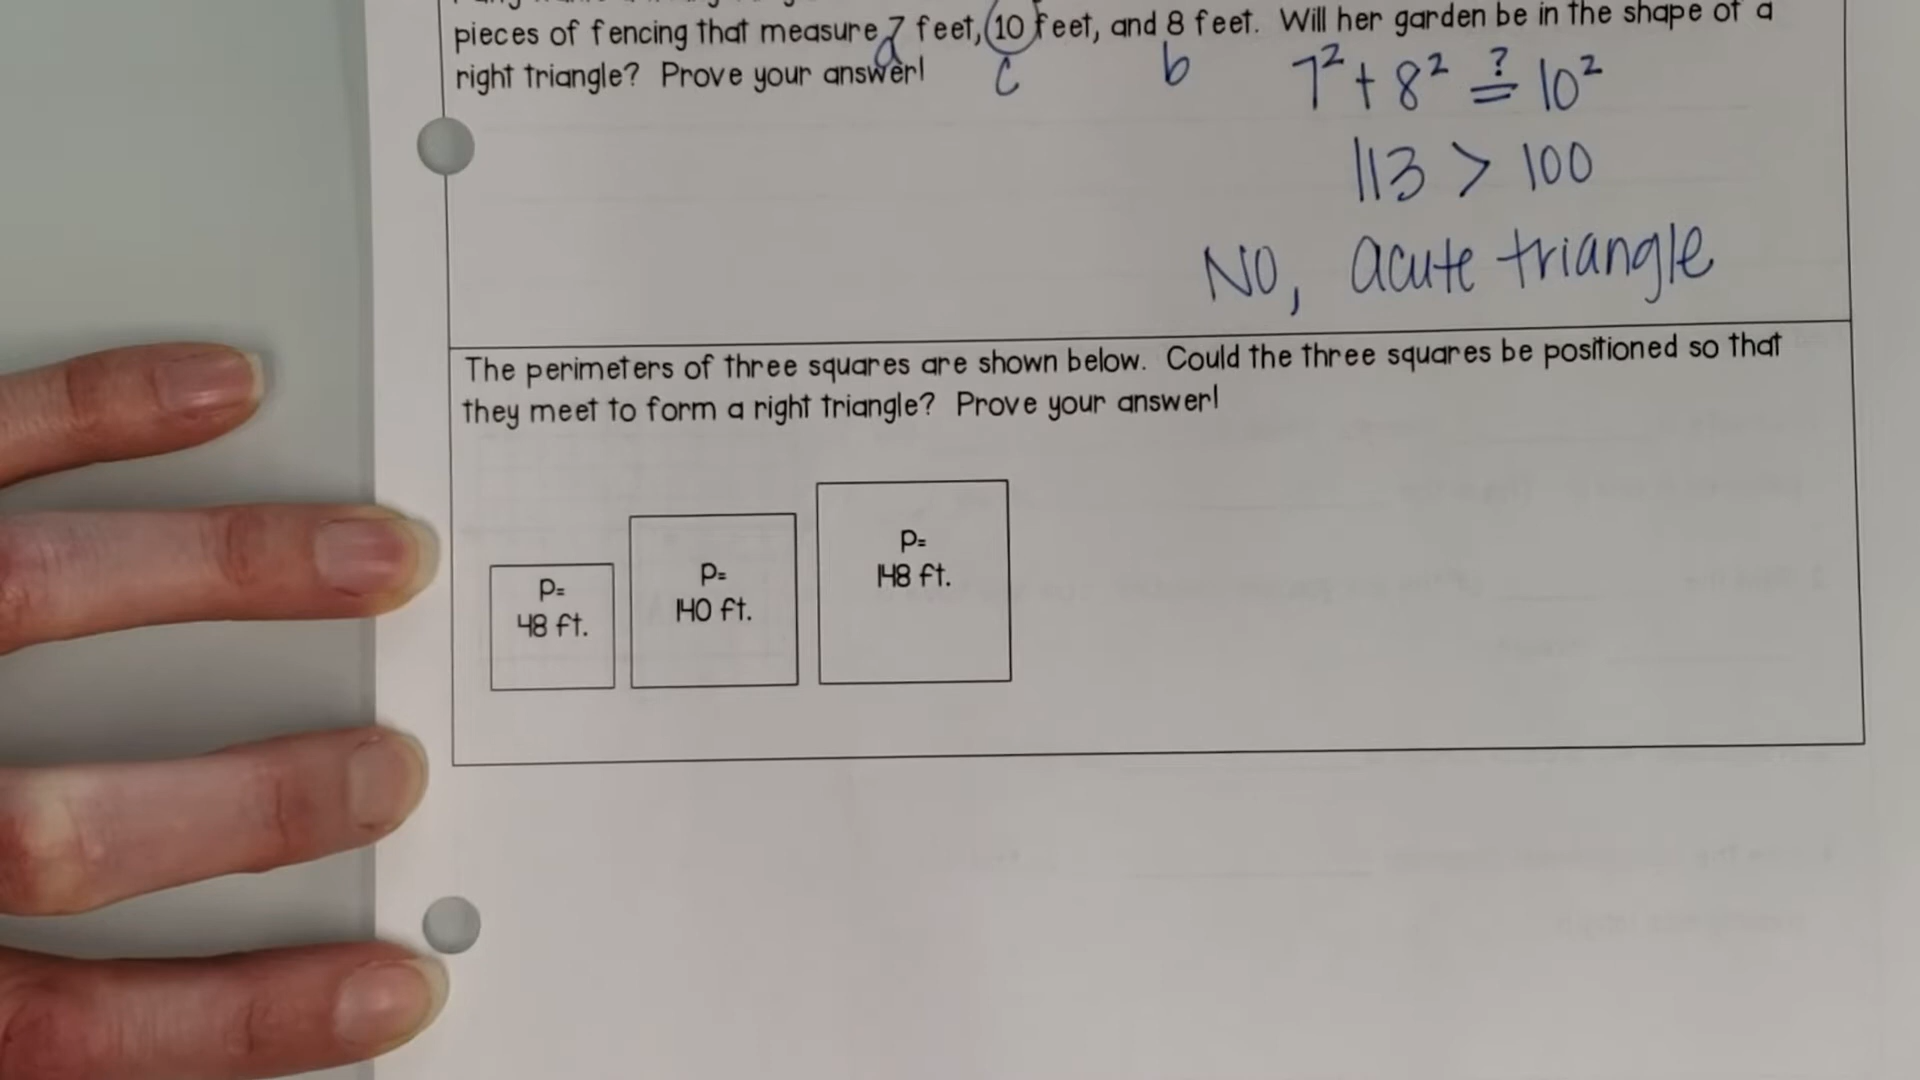 pieces of fencing that measure 7 feet, 10 feet, and 8 feet. Will her garden be in the shape of a
a
right triangle? Prove your answer!
c b
7² + 8² ≟ 10²
113 > 100
NO, acute triangle
The perimeters of three squares are shown below. Could the three squares be positioned so that
they meet to form a right triangle? Prove your answer!
P=
48 ft.
P=
140 ft.
P=
148 ft.